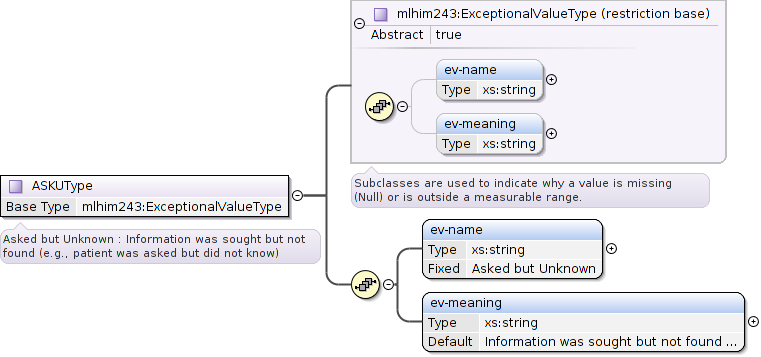 mlhim243:ExceptionalValueType (restriction base)
Abstract true
ev-name
Type xs:string
ev-meaning
Type xs:string
Subclasses are used to indicate why a value is missing
(Null) or is outside a measurable range.
ASKUType
Base Type mlhim243:ExceptionalValueType
Asked but Unknown : Information was sought but not
found (e.g., patient was asked but did not know)
ev-name
Type xs:string
Fixed Asked but Unknown
ev-meaning
Type xs:string
Default Information was sought but not found ...